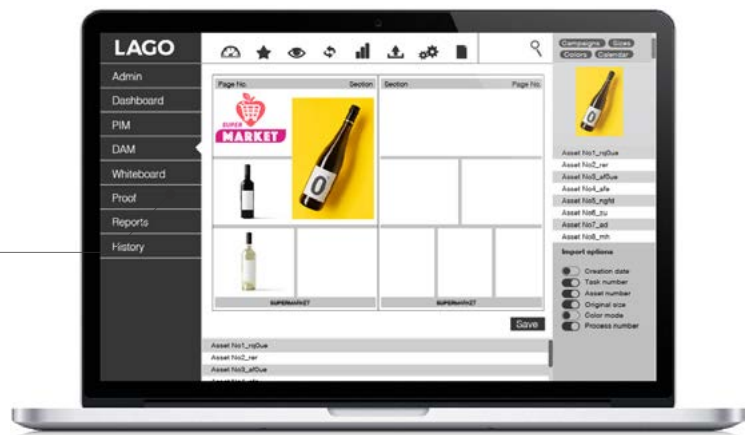 LAGO
Admin
Dashboard
PIM
DAM
Whiteboard
Proof
Reports
History
Page No. Section
Section Page No.
SUPER
MARKET
0
SUPERMARKET
SUPERMARKET
Save
Asset No1_rq0ue
Asset No2_rer
Asset No3_af0ue
Campaigns Sizes
Colors Calendar
0
Asset No1_rq0ue
Asset No2_rer
Asset No3_af0ue
Asset No4_afe
Asset No5_ngfd
Asset No6_zu
Asset No7_ad
Asset No8_mh
Import options
Creation date
Task number
Asset number
Original size
Color mode
Process number